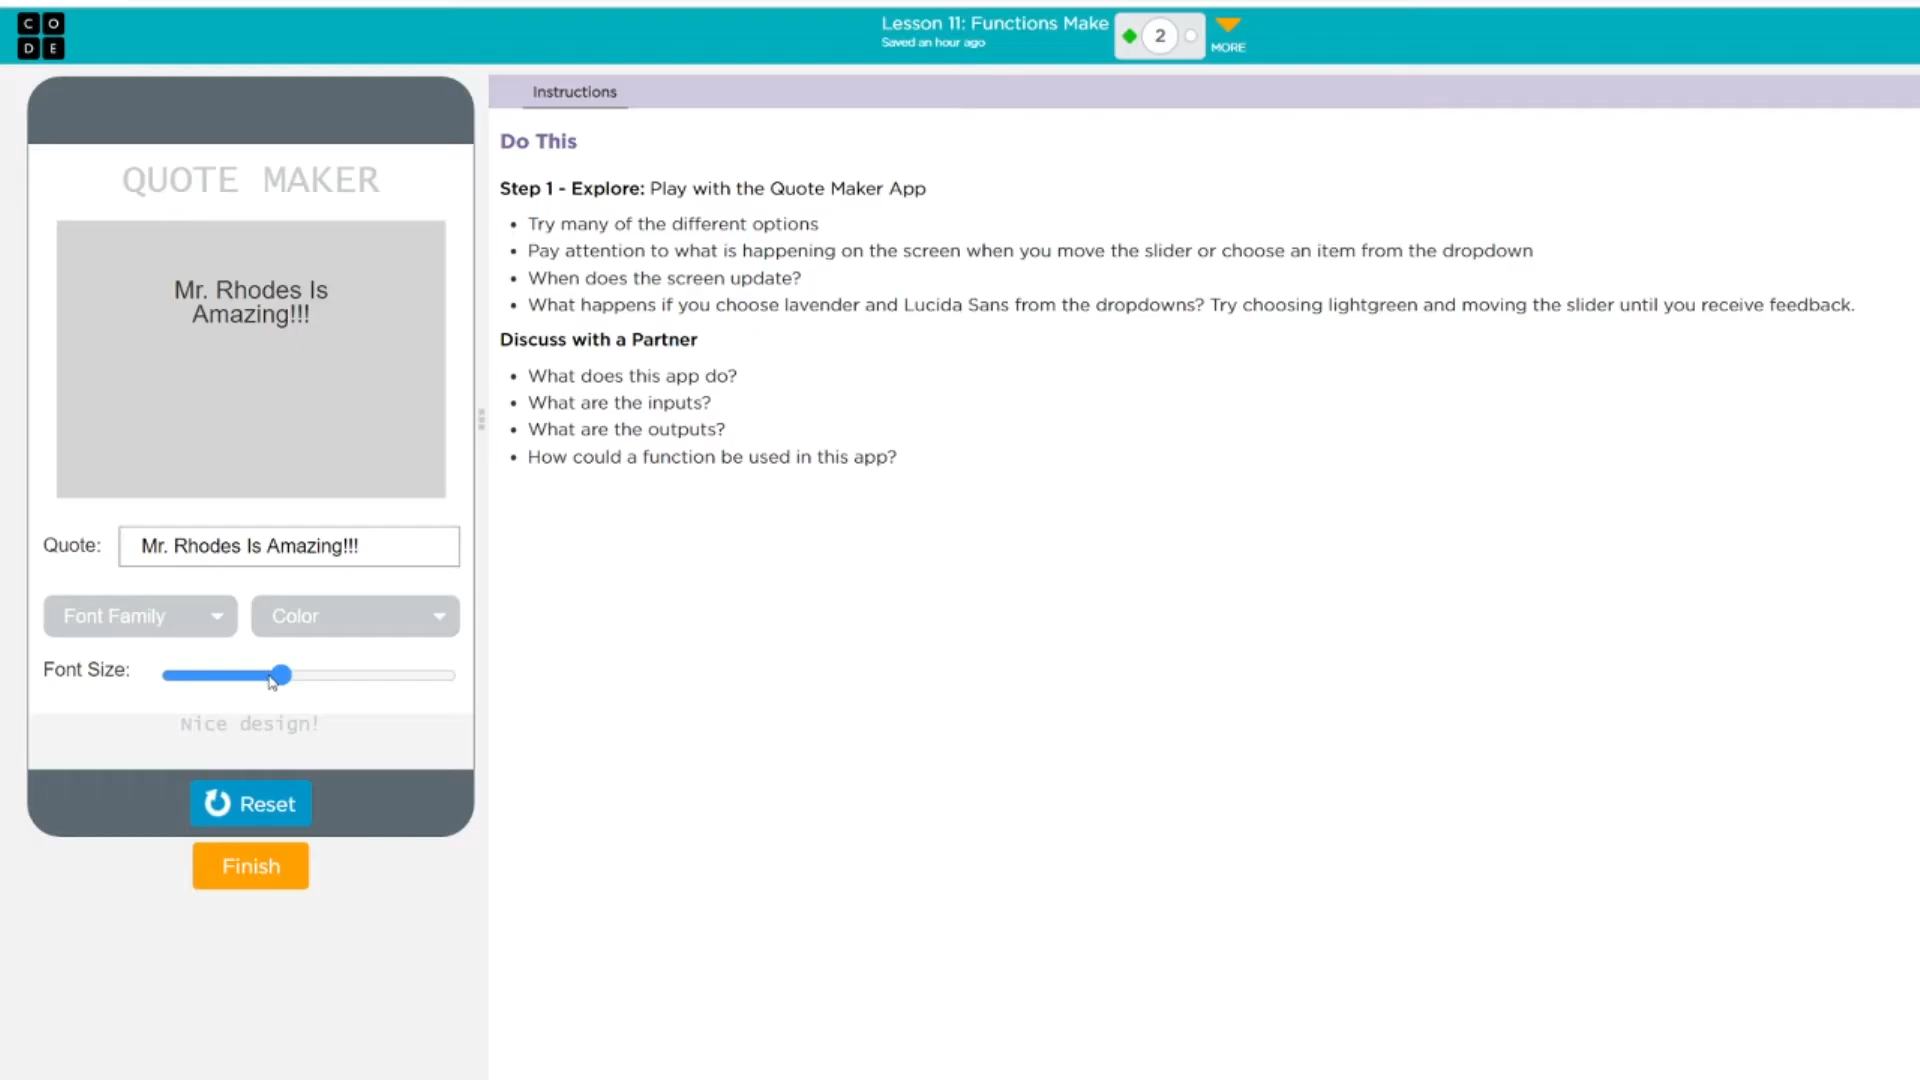 CODE
Lesson 11: Functions Make
Saved an hour ago
2
MORE
QUOTE MAKER
Mr. Rhodes Is
Amazing!!!
Quote:
Mr. Rhodes Is Amazing!!!
Font Family
Color
Font Size:
Nice design!
Reset
Finish
Instructions
Do This
Step 1 - Explore: Play with the Quote Maker App
• Try many of the different options
• Pay attention to what is happening on the screen when you move the slider or choose an item from the dropdown
• When does the screen update?
• What happens if you choose lavender and Lucida Sans from the dropdowns? Try choosing lightgreen and moving the slider until you receive feedback.
Discuss with a Partner
• What does this app do?
• What are the inputs?
• What are the outputs?
• How could a function be used in this app?